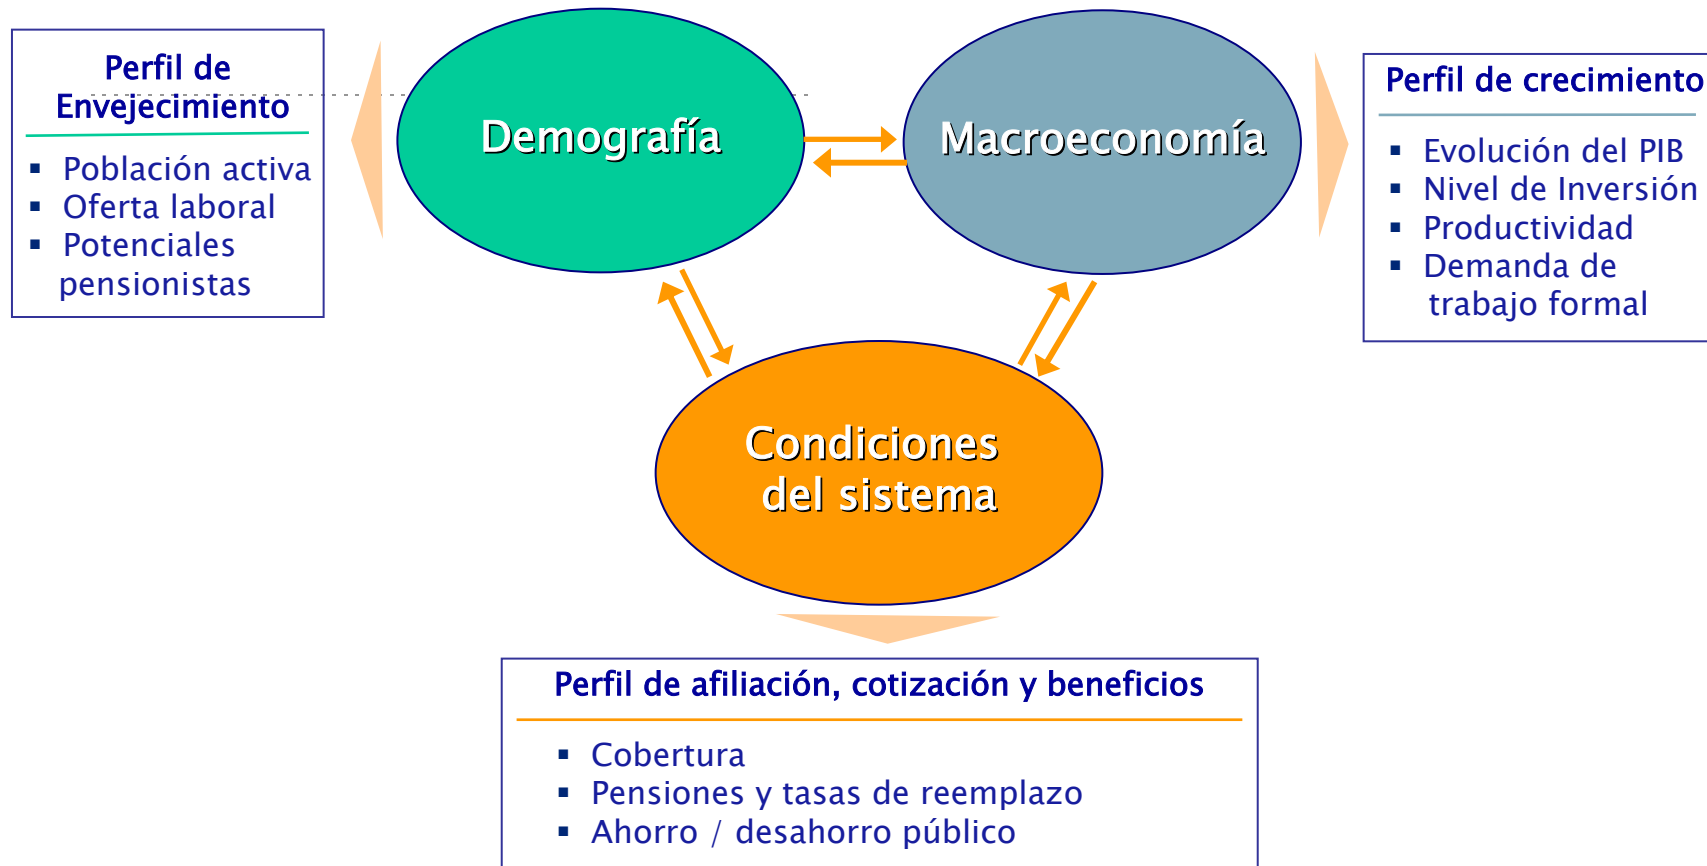 Perfil de
Envejecimiento
▪ Población activa
▪ Oferta laboral
▪ Potenciales
pensionistas
Demografía
Macroeconomía
Perfil de crecimiento
▪ Evolución del PIB
▪ Nivel de Inversión
▪ Productividad
▪ Demanda de
trabajo formal
Condiciones
del sistema
Perfil de afiliación, cotización y beneficios
▪ Cobertura
▪ Pensiones y tasas de reemplazo
▪ Ahorro / desahorro público